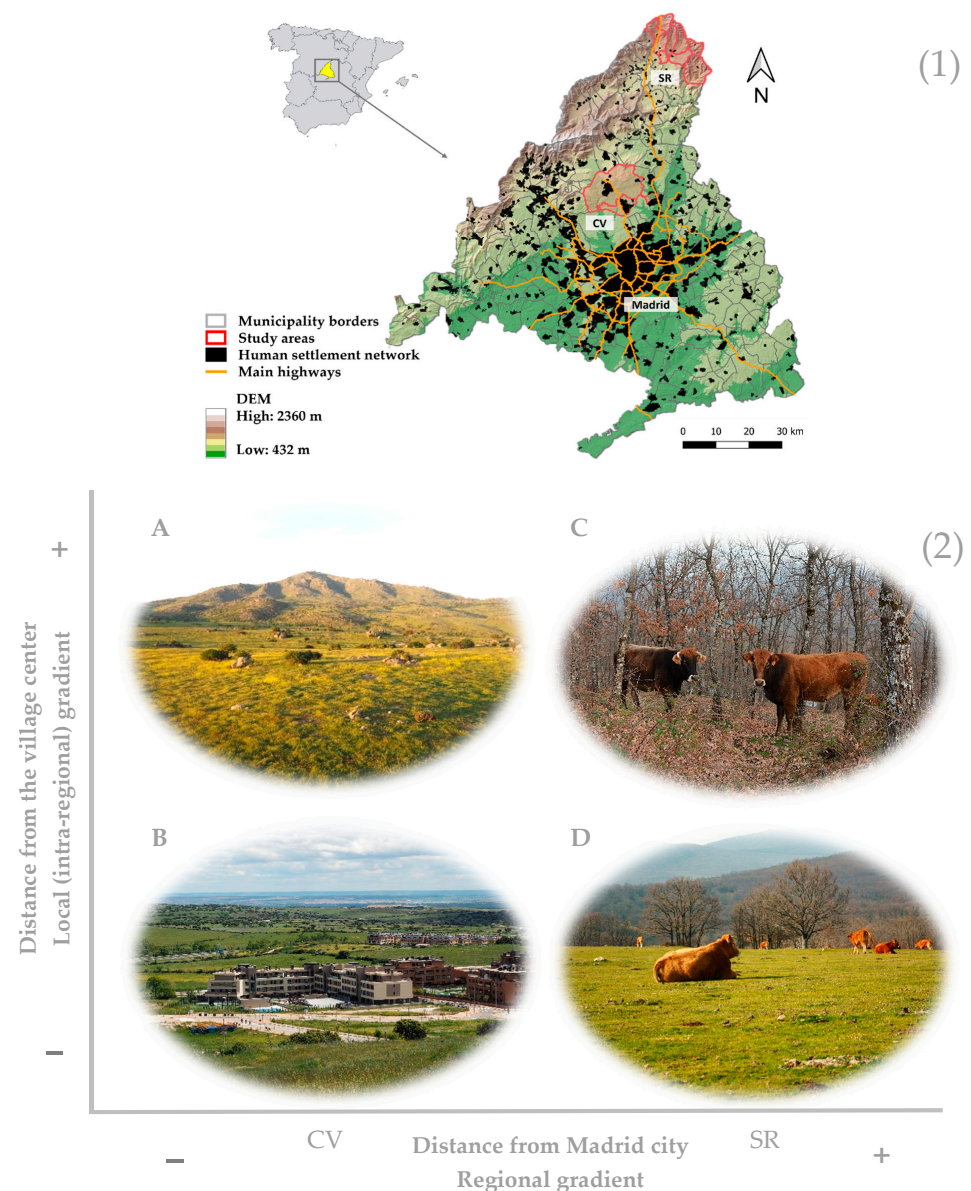 (1)
SR
N
CV
Madrid
Municipality borders
Study areas
Human settlement network
Main highways
DEM
High: 2360 m
Low: 432 m
0 10 20 30 km
(2)
A
C
B
D
+
Distance from the village center
Local (intra-regional) gradient
–
CV
SR
– Distance from Madrid city +
Regional gradient